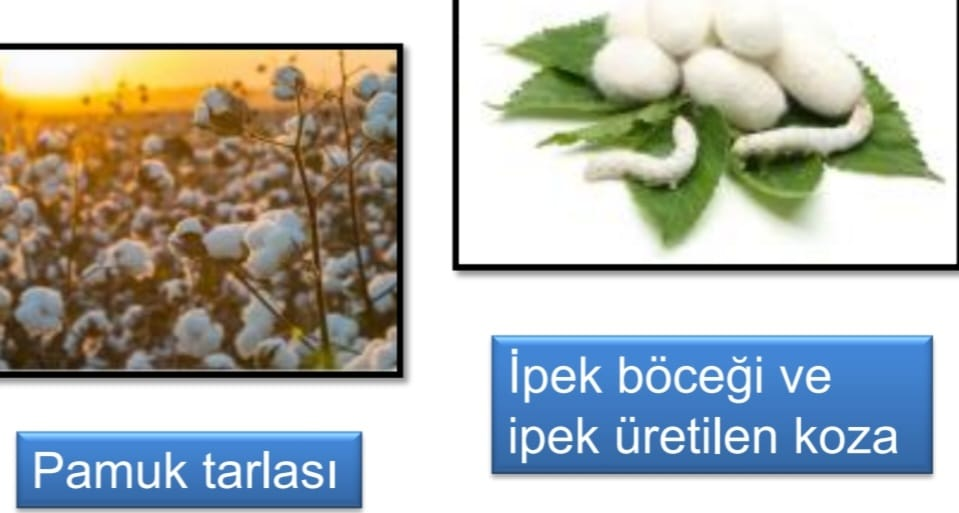 Pamuk tarlası
İpek böceği ve
ipek üretilen koza